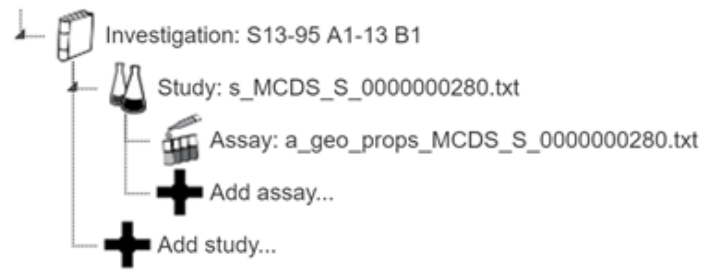 Investigation: S13-95 A1-13 B1
Study: s_MCDS_S_0000000280.txt
Assay: a_geo_props_MCDS_S_0000000280.txt
Add assay...
Add study...